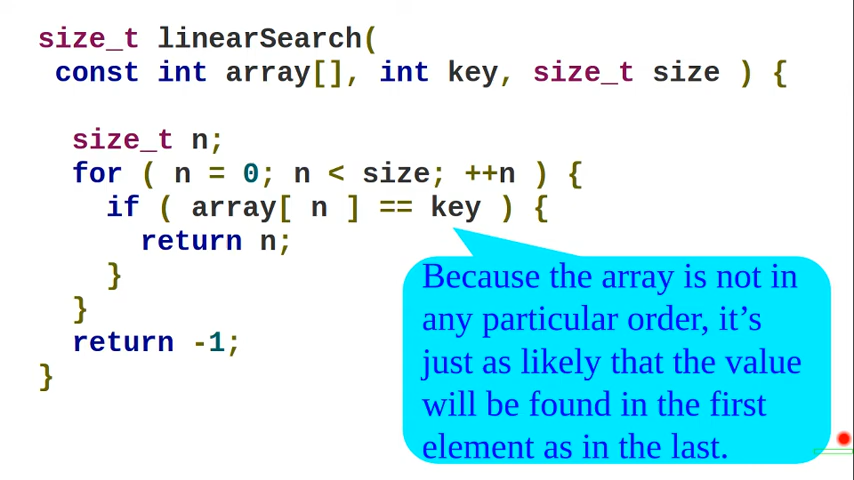 size_t linearSearch(
const int array[], int key, size_t size ) {
size_t n;
for ( n = 0; n < size; ++n ) {
if ( array[ n ] == key ) {
return n;
}
}
return -1;
}
Because the array is not in
any particular order, it’s
just as likely that the value
will be found in the first
element as in the last.